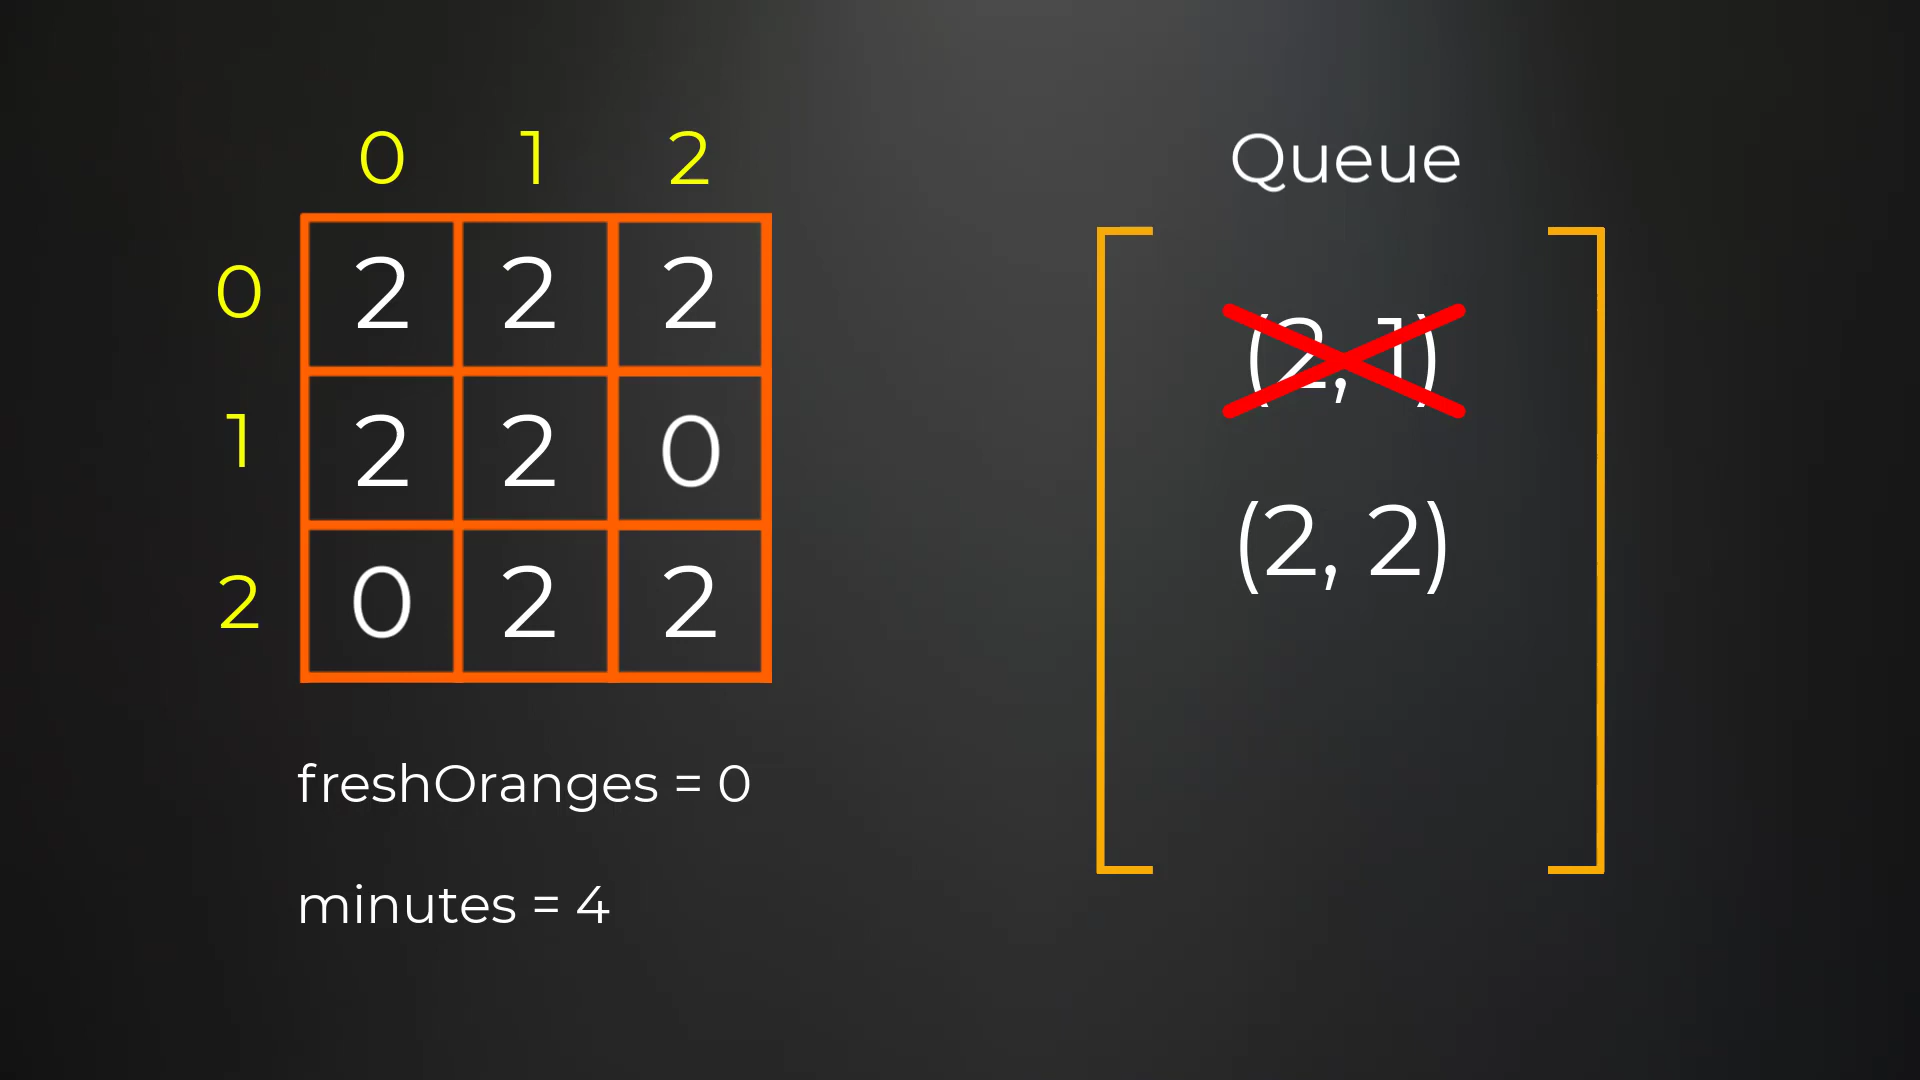 0 1 2
0 2 2 2
1 2 2 0
2 0 2 2
freshOranges = 0
minutes = 4
Queue
(2, 1)
(2, 2)